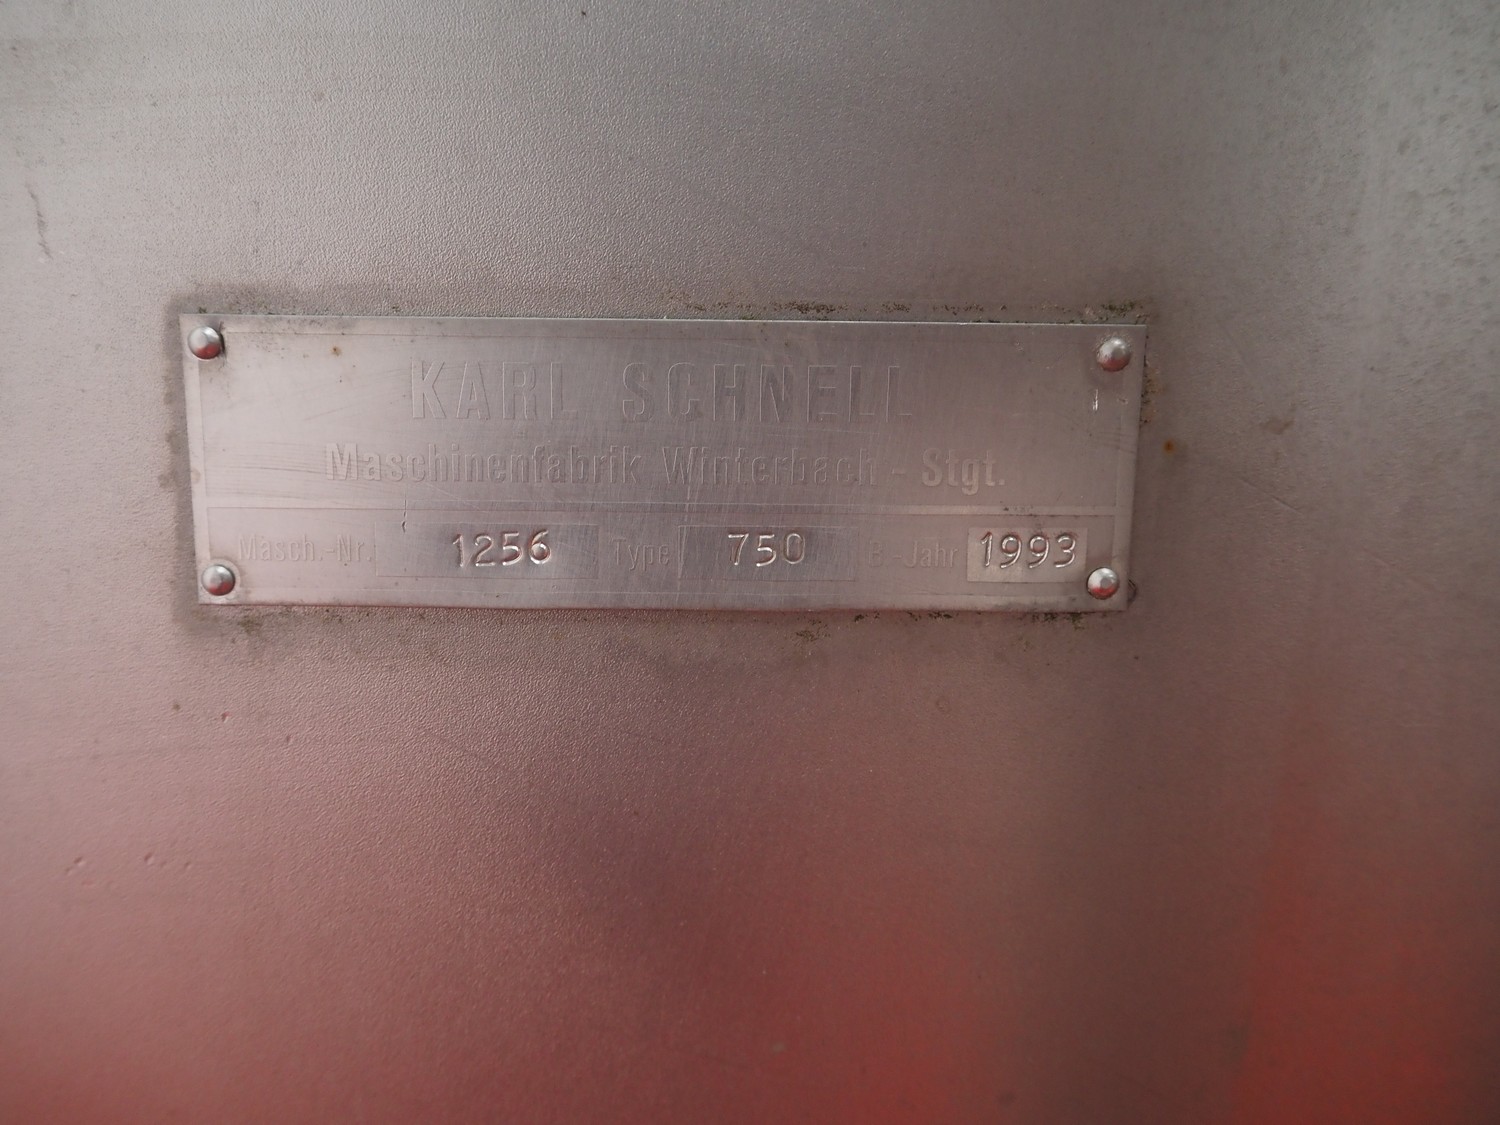 KARL SCHNELL
Maschinenfabrik Winterbach - Stgt.
Masch.-Nr. 1256 Type 750 B.-Jahr 1993